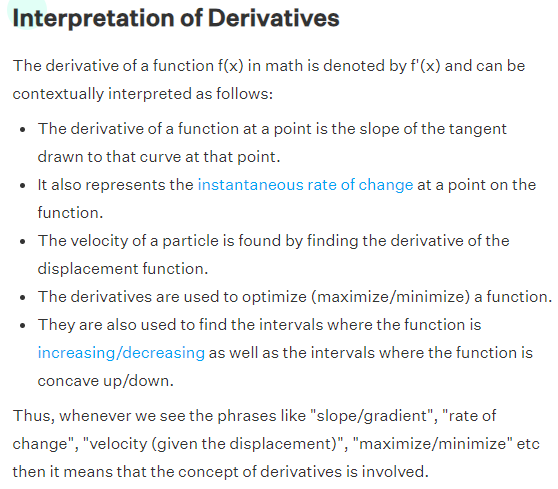 Interpretation of Derivatives
The derivative of a function f(x) in math is denoted by f'(x) and can be
contextually interpreted as follows:
• The derivative of a function at a point is the slope of the tangent
drawn to that curve at that point.
• It also represents the instantaneous rate of change at a point on the
function.
• The velocity of a particle is found by finding the derivative of the
displacement function.
• The derivatives are used to optimize (maximize/minimize) a function.
• They are also used to find the intervals where the function is
increasing/decreasing as well as the intervals where the function is
concave up/down.
Thus, whenever we see the phrases like "slope/gradient", "rate of
change", "velocity (given the displacement)", "maximize/minimize" etc
then it means that the concept of derivatives is involved.